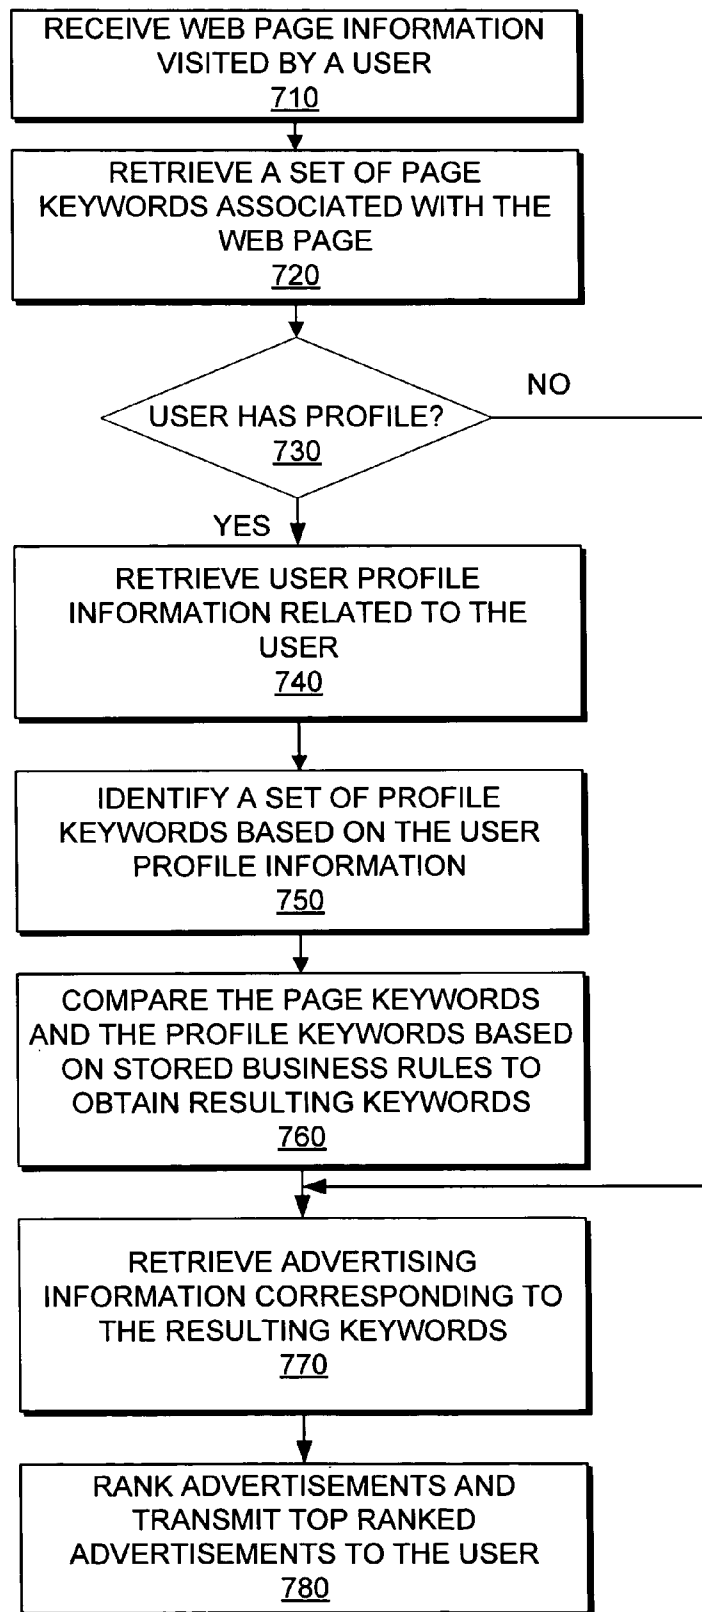 RECEIVE WEB PAGE INFORMATION
VISITED BY A USER
710
RETRIEVE A SET OF PAGE
KEYWORDS ASSOCIATED WITH THE
WEB PAGE
720
NO
USER HAS PROFILE?
730
YES
RETRIEVE USER PROFILE
INFORMATION RELATED TO THE
USER
740
IDENTIFY A SET OF PROFILE
KEYWORDS BASED ON THE USER
PROFILE INFORMATION
750
COMPARE THE PAGE KEYWORDS
AND THE PROFILE KEYWORDS BASED
ON STORED BUSINESS RULES TO
OBTAIN RESULTING KEYWORDS
760
RETRIEVE ADVERTISING
INFORMATION CORRESPONDING TO
THE RESULTING KEYWORDS
770
RANK ADVERTISEMENTS AND
TRANSMIT TOP RANKED
ADVERTISEMENTS TO THE USER
780